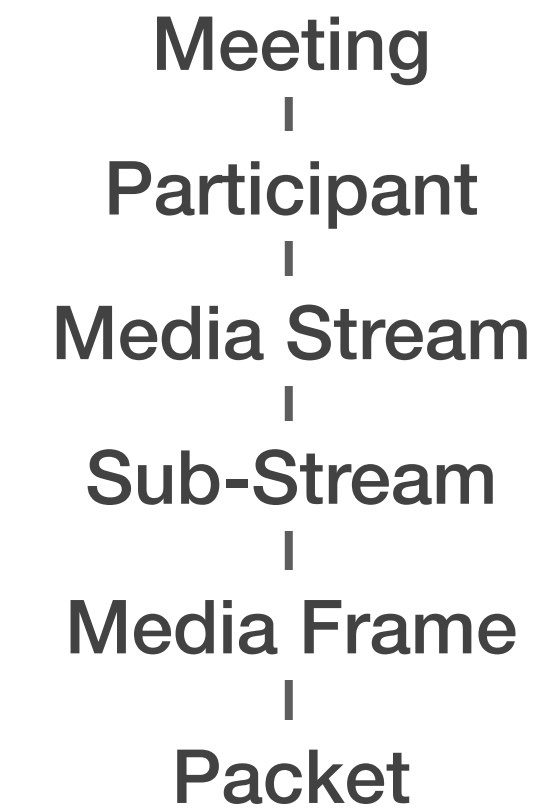 Meeting
Participant
Media Stream
Sub-Stream
Media Frame
Packet